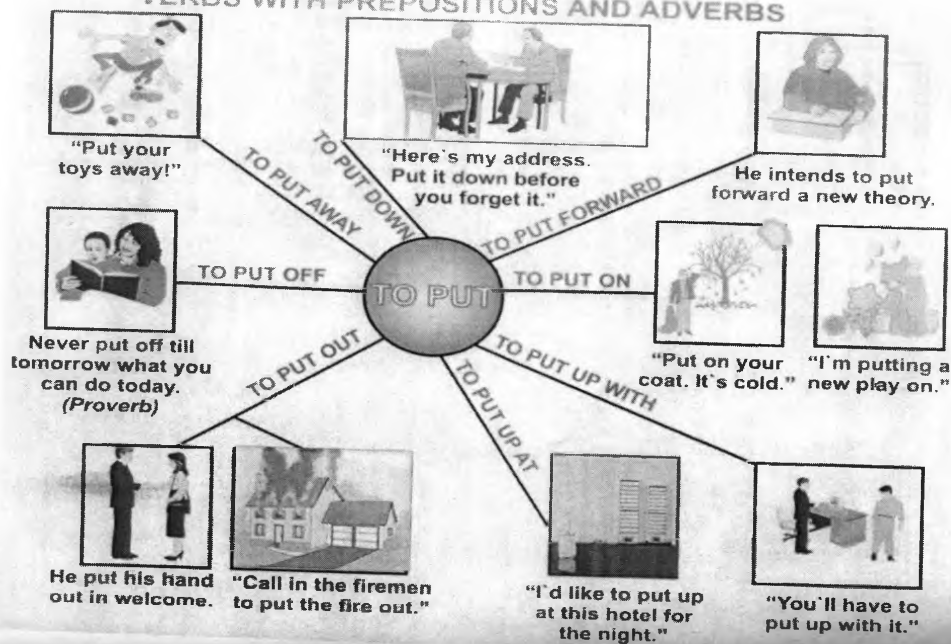 VERBS WITH PREPOSITIONS AND ADVERBS
"Put your
toys away!"
TO PUT AWAY
"Here`s my address.
Put it down before
you forget it."
TO PUT DOWN
He intends to put
forward a new theory.
TO PUT FORWARD
TO PUT OFF
Never put off till
tomorrow what you
can do today.
(Proverb)
TO PUT
TO PUT ON
"Put on your
coat. It`s cold."
"I`m putting a
new play on."
TO PUT OUT
He put his hand
out in welcome.
"Call in the firemen
to put the fire out."
TO PUT UP AT
"I`d like to put up
at this hotel for
the night."
TO PUT UP WITH
"You`ll have to
put up with it."